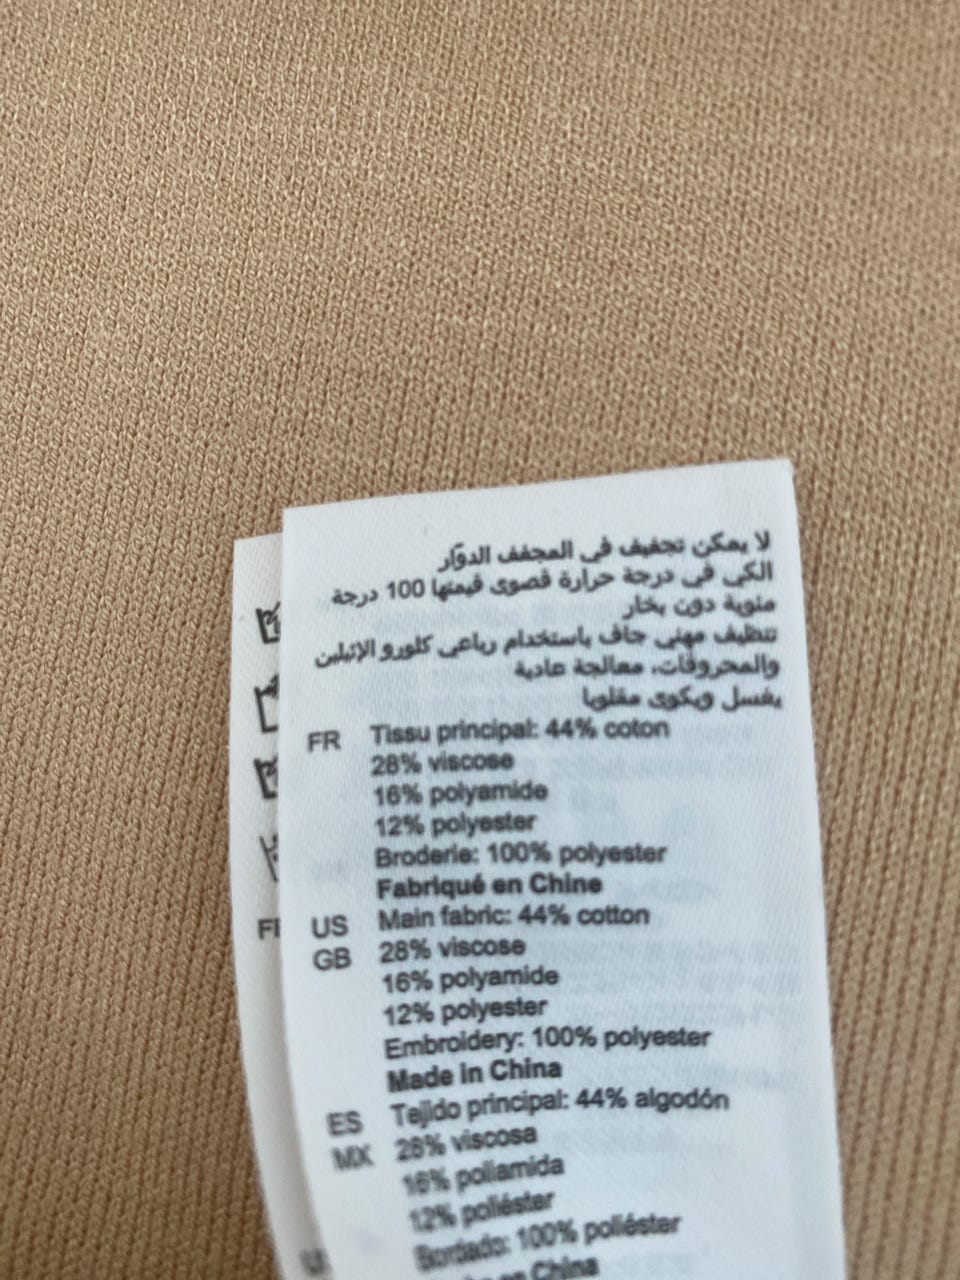 لا يمكن تجفيف في المجفف الدوّار
الكي في درجة حرارة قصوى قيمتها 100 درجة
مئوية دون بخار
تنظيف مهني جاف باستخدام رباعي كلورو الإثيلين
والمحروقات، معالجة عادية
يغسل ويكوى مقلوبا
FR Tissu principal: 44% coton
28% viscose
16% polyamide
12% polyester
Broderie: 100% polyester
Fabriqué en Chine
US Main fabric: 44% cotton
GB 28% viscose
16% polyamide
12% polyester
Embroidery: 100% polyester
Made in China
ES Tejido principal: 44% algodón
MX 28% viscosa
16% poliamida
12% poliéster
Bordado: 100% poliéster
en China